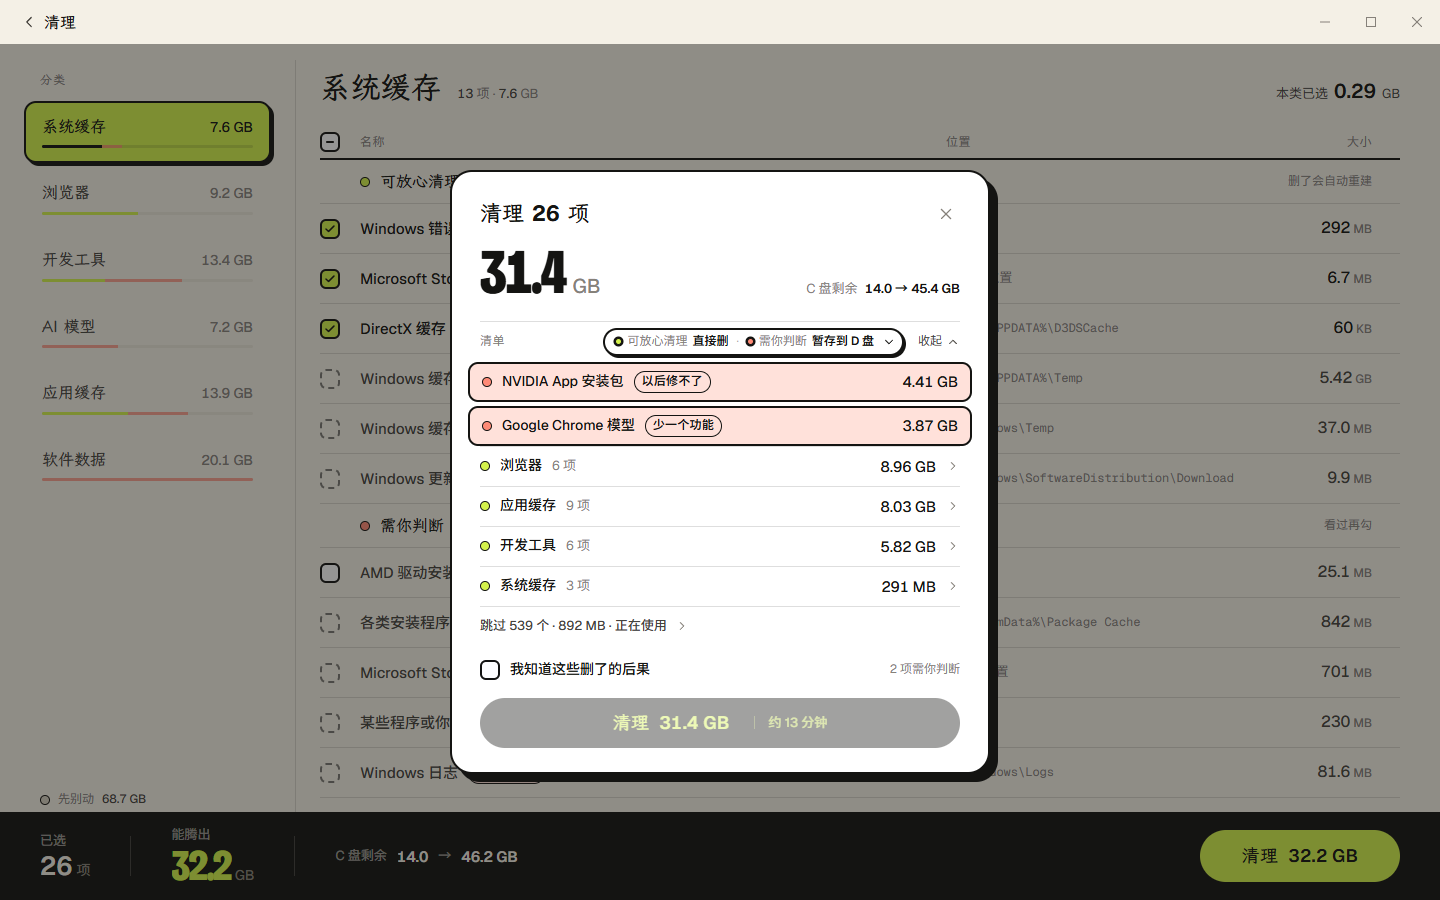 清理
分类
系统缓存 7.6 GB
浏览器 9.2 GB
开发工具 13.4 GB
AI 模型 7.2 GB
应用缓存 13.9 GB
软件数据 20.1 GB
先别动 68.7 GB
系统缓存 13 项 · 7.6 GB
本类已选 0.29 GB
名称 位置 大小
可放心清理 删了会自动重建
Windows 错误 292 MB
Microsoft Sto 置 6.7 MB
DirectX 缓存 PPDATA%\D3DSCache 60 KB
Windows 缓存 PPDATA%\Temp 5.42 GB
Windows 缓存 ows\Temp 37.0 MB
Windows 更新 ows\SoftwareDistribution\Download 9.9 MB
需你判断 看过再勾
AMD 驱动安装 25.1 MB
各类安装程序 mData%\Package Cache 842 MB
Microsoft Sto 置 701 MB
某些程序或你 230 MB
Windows 日志 ows\Logs 81.6 MB
清理 26 项
31.4 GB
C 盘剩余 14.0 → 45.4 GB
清单 可放心清理 直接删 · 需你判断 暂存到 D 盘 收起
NVIDIA App 安装包 以后修不了 4.41 GB
Google Chrome 模型 少一个功能 3.87 GB
浏览器 6 项 8.96 GB
应用缓存 9 项 8.03 GB
开发工具 6 项 5.82 GB
系统缓存 3 项 291 MB
跳过 539 个 · 892 MB · 正在使用
我知道这些删了的后果 2 项需你判断
清理 31.4 GB 约 13 分钟
已选
26 项
能腾出
32.2 GB
C 盘剩余 14.0 → 46.2 GB
清理 32.2 GB